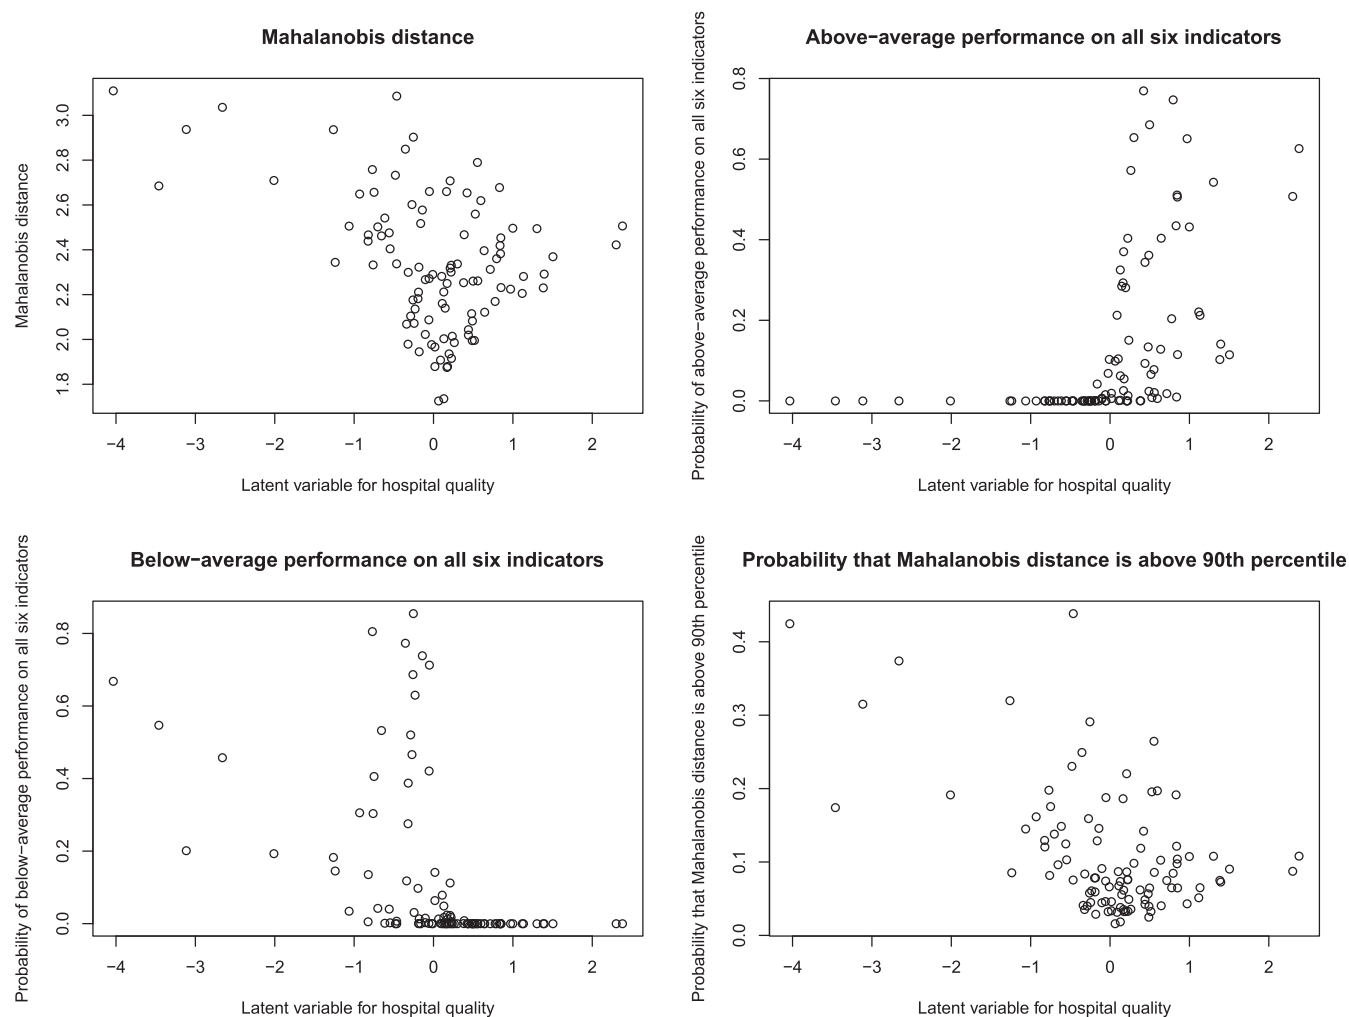 Mahalanobis distance
Mahalanobis distance
3.0
2.8
2.6
2.4
2.2
2.0
1.8
−4 −3 −2 −1 0 1 2
Latent variable for hospital quality
Above−average performance on all six indicators
Probability of above−average performance on all six indicators
0.8
0.6
0.4
0.2
0.0
−4 −3 −2 −1 0 1 2
Latent variable for hospital quality
Below−average performance on all six indicators
Probability of below−average performance on all six indicators
0.8
0.6
0.4
0.2
0.0
−4 −3 −2 −1 0 1 2
Latent variable for hospital quality
Probability that Mahalanobis distance is above 90th percentile
Probability that Mahalanobis distance is above 90th percentile
0.4
0.3
0.2
0.1
0.0
−4 −3 −2 −1 0 1 2
Latent variable for hospital quality